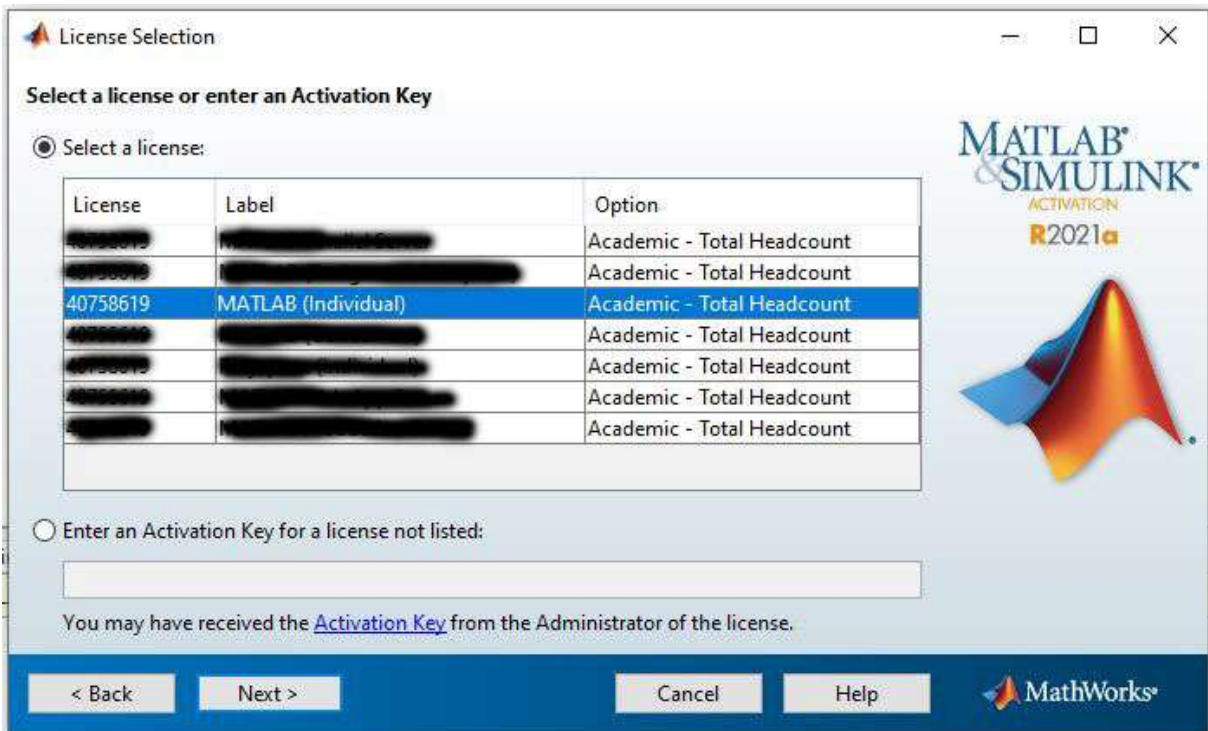 License Selection
Select a license or enter an Activation Key
Select a license:
License Label Option
Academic - Total Headcount
Academic - Total Headcount
40758619 MATLAB (Individual) Academic - Total Headcount
Academic - Total Headcount
Academic - Total Headcount
Academic - Total Headcount
Academic - Total Headcount
Enter an Activation Key for a license not listed:
You may have received the Activation Key from the Administrator of the license.
< Back Next > Cancel Help MathWorks®
MATLAB®
&SIMULINK®
ACTIVATION
R2021a